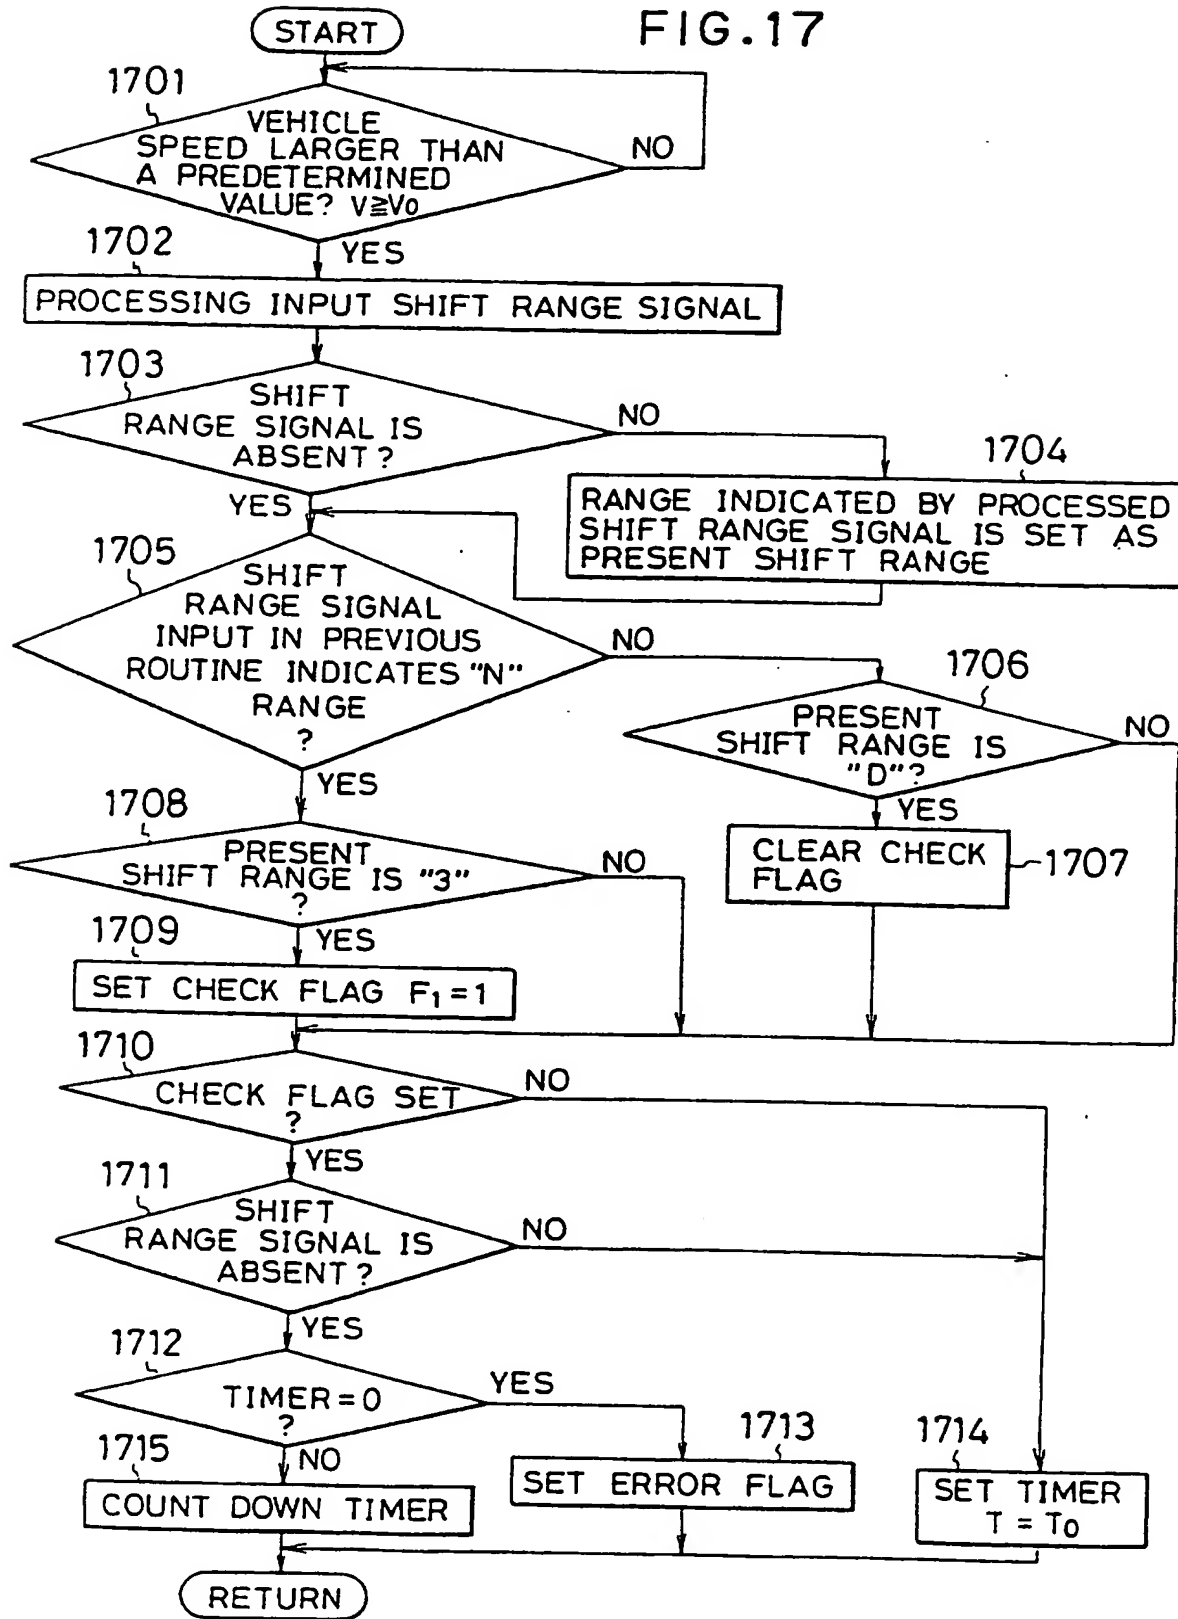 FIG.17
START
1701
VEHICLE
SPEED LARGER THAN
A PREDETERMINED
VALUE? V≧V0
NO
YES
1702
PROCESSING INPUT SHIFT RANGE SIGNAL
1703
SHIFT
RANGE SIGNAL IS
ABSENT?
NO
YES
1704
RANGE INDICATED BY PROCESSED
SHIFT RANGE SIGNAL IS SET AS
PRESENT SHIFT RANGE
1705
SHIFT
RANGE SIGNAL
INPUT IN PREVIOUS
ROUTINE INDICATES "N"
RANGE
?
NO
YES
1706
PRESENT
SHIFT RANGE IS
"D"?
NO
YES
CLEAR CHECK
FLAG
1707
1708
PRESENT
SHIFT RANGE IS "3"
?
NO
YES
1709
SET CHECK FLAG F1=1
1710
CHECK FLAG SET
?
NO
YES
1711
SHIFT
RANGE SIGNAL IS
ABSENT?
NO
YES
1712
TIMER=0
?
YES
NO
1713
SET ERROR FLAG
1714
SET TIMER
T = T0
1715
COUNT DOWN TIMER
RETURN